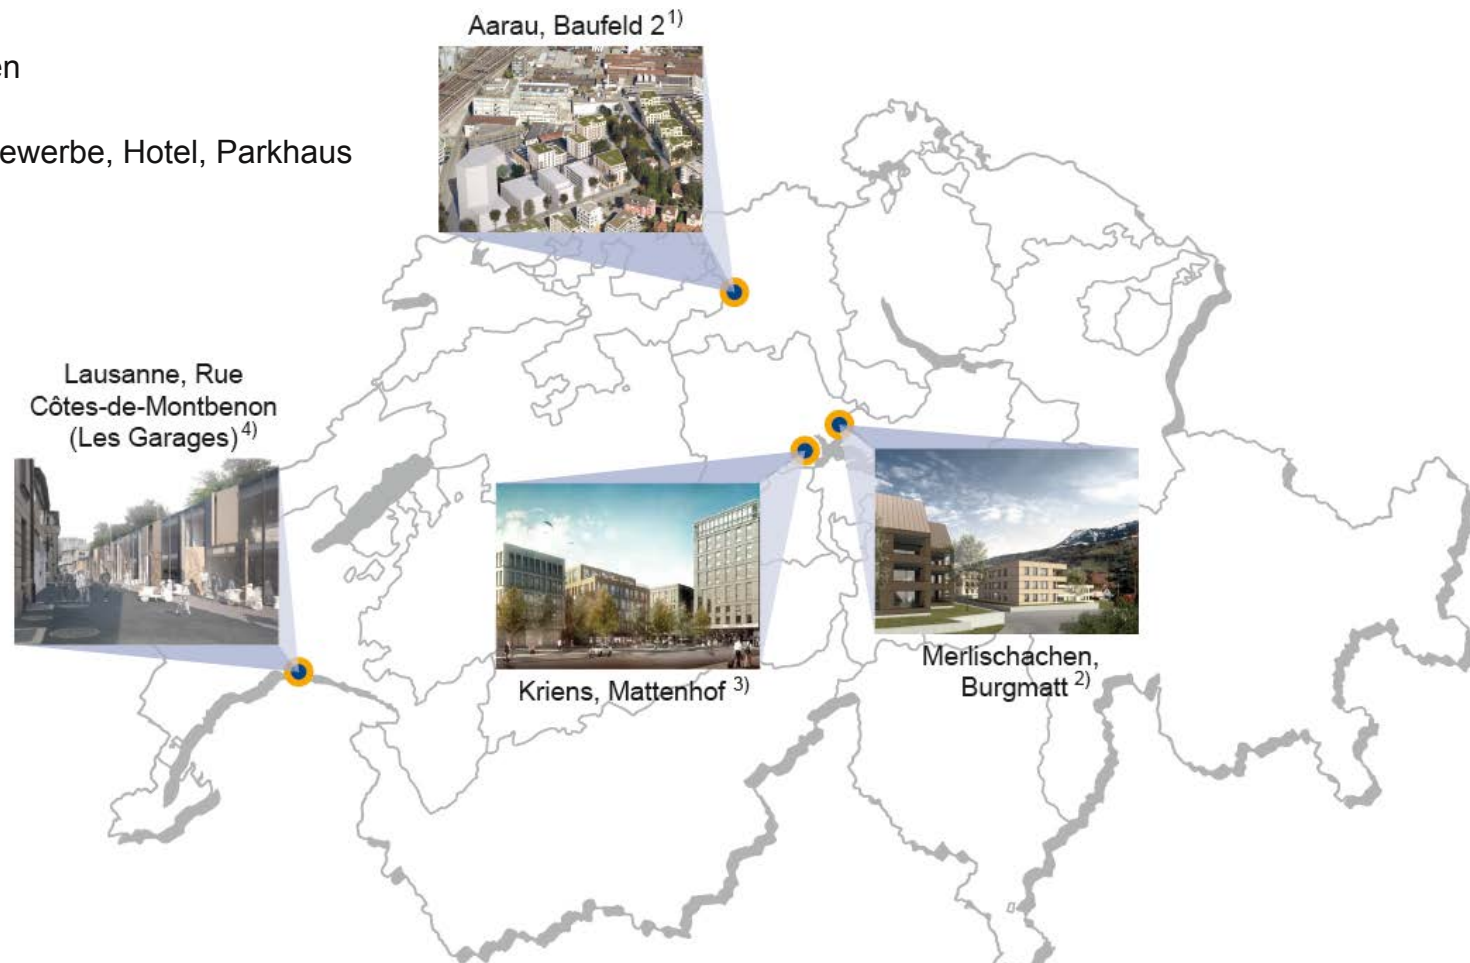 Aarau, Baufeld 2 1)
en
ewerbe, Hotel, Parkhaus
Lausanne, Rue
Côtes-de-Montbenon
(Les Garages) 4)
Kriens, Mattenhof 3)
Merlischachen,
Burgmatt 2)